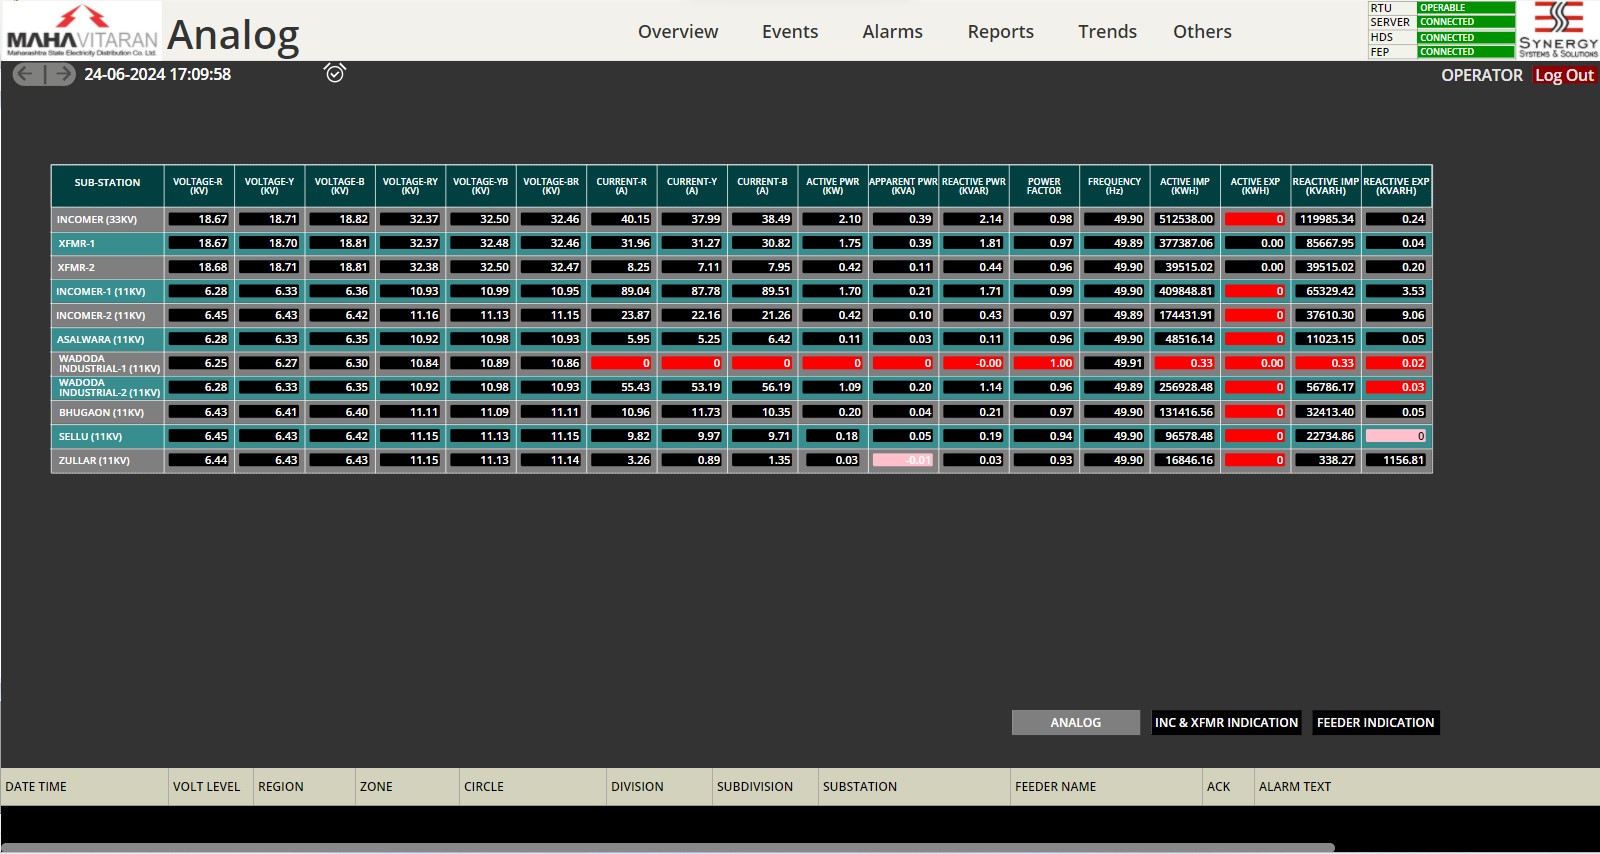 MAHAVITARAN
Maharashtra State Electricity Distribution Co. Ltd.
Analog
Overview Events Alarms Reports Trends Others
RTU OPERABLE
SERVER CONNECTED
HDS CONNECTED
FEP CONNECTED
SYNERGY
SYSTEMS & SOLUTIONS
24-06-2024 17:09:58
OPERATOR Log Out
SUB-STATION VOLTAGE-R (KV) VOLTAGE-Y (KV) VOLTAGE-B (KV) VOLTAGE-RY (KV) VOLTAGE-YB (KV) VOLTAGE-BR (KV) CURRENT-R (A) CURRENT-Y (A) CURRENT-B (A) ACTIVE PWR (KW) APPARENT PWR (KVA) REACTIVE PWR (KVAR) POWER FACTOR FREQUENCY (Hz) ACTIVE IMP (KWH) ACTIVE EXP (KWH) REACTIVE IMP (KVARH) REACTIVE EXP (KVARH)
INCOMER (33KV) 18.67 18.71 18.82 32.37 32.50 32.46 40.15 37.99 38.49 2.10 0.39 2.14 0.98 49.90 512538.00 0 119985.34 0.24
XFMR-1 18.67 18.70 18.81 32.37 32.48 32.46 31.96 31.27 30.82 1.75 0.39 1.81 0.97 49.89 377387.06 0.00 85667.95 0.04
XFMR-2 18.68 18.71 18.81 32.38 32.50 32.47 8.25 7.11 7.95 0.42 0.11 0.44 0.96 49.90 39515.02 0.00 39515.02 0.20
INCOMER-1 (11KV) 6.28 6.33 6.36 10.93 10.99 10.95 89.04 87.78 89.51 1.70 0.21 1.71 0.99 49.90 409848.81 0 65329.42 3.53
INCOMER-2 (11KV) 6.45 6.43 6.42 11.16 11.13 11.15 23.87 22.16 21.26 0.42 0.10 0.43 0.97 49.89 174431.91 0 37610.30 9.06
ASALWARA (11KV) 6.28 6.33 6.35 10.92 10.98 10.93 5.95 5.25 6.42 0.11 0.03 0.11 0.96 49.90 48516.14 0 11023.15 0.05
WADODA
INDUSTRIAL-1 (11KV) 6.25 6.27 6.30 10.84 10.89 10.86 0 0 0 0 0 -0.00 1.00 49.91 0.33 0.00 0.33 0.02
WADODA
INDUSTRIAL-2 (11KV) 6.28 6.33 6.35 10.92 10.98 10.93 55.43 53.19 56.19 1.09 0.20 1.14 0.96 49.89 256928.48 0 56786.17 0.03
BHUGAON (11KV) 6.43 6.41 6.40 11.11 11.09 11.11 10.96 11.73 10.35 0.20 0.04 0.21 0.97 49.90 131416.56 0 32413.40 0.05
SELLU (11KV) 6.45 6.43 6.42 11.15 11.13 11.15 9.82 9.97 9.71 0.18 0.05 0.19 0.94 49.90 96578.48 0 22734.86 0
ZULLAR (11KV) 6.44 6.43 6.43 11.15 11.13 11.14 3.26 0.89 1.35 0.03 -0.01 0.03 0.93 49.90 16846.16 0 338.27 1156.81
ANALOG INC & XFMR INDICATION FEEDER INDICATION
DATE TIME VOLT LEVEL REGION ZONE CIRCLE DIVISION SUBDIVISION SUBSTATION FEEDER NAME ACK ALARM TEXT